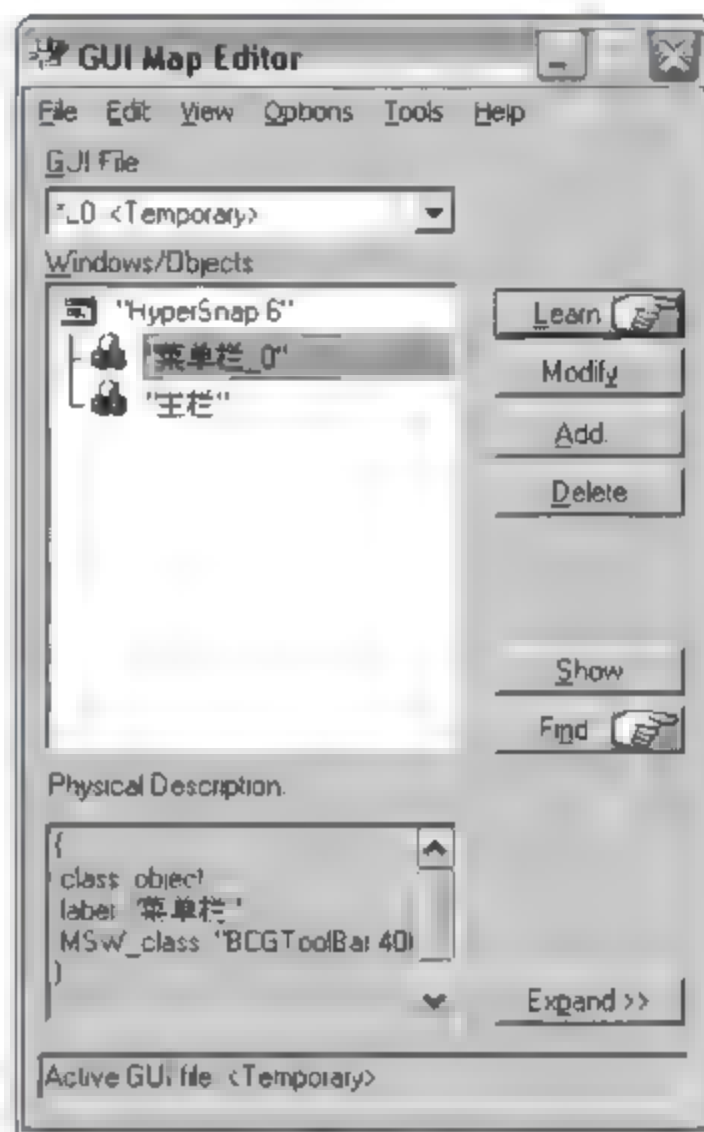 GUI Map Editor
File Edit View Options Tools Help
GUI File
*L0 <Temporary>
Windows/Objects
"HyperSnap 6"
"菜单栏_0"
"主栏"
Learn
Modify
Add
Delete
Show
Find
Physical Description:
{
class: object,
label: "菜单栏",
MSW_class: "BCGToolBar:400
}
Expand >>
Active GUI file: <Temporary>